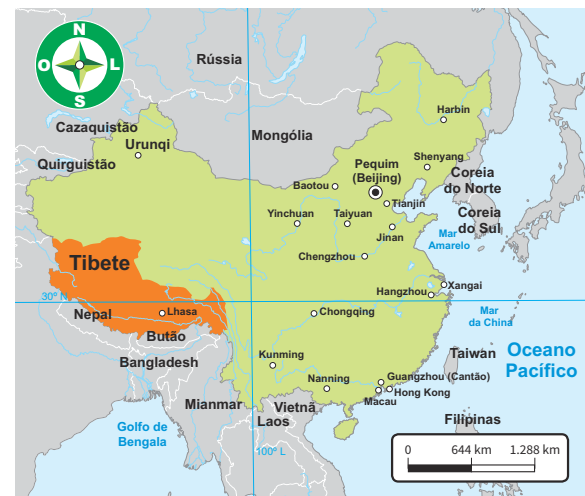 N
O
L
S
Rússia
Cazaquistão
Urunqi
Quirguistão
Mongólia
Harbin
Shenyang
Pequim
(Beijing)
Baotou
Tianjin
Coreia
do Norte
Yinchuan
Taiyuan
Jinan
Coreia
do Sul
Mar
Amarelo
Chengzhou
Tibete
30º N
Hangzhou
Xangai
Nepal
Lhasa
Chongqing
Mar
da China
Butão
Bangladesh
Kunming
Taiwan
Oceano
Pacífico
Nanning
Guangzhou (Cantão)
Hong Kong
Macau
Mianmar
Vietnã
Laos
Filipinas
Golfo de
Bengala
100º L
0 644 km 1.288 km